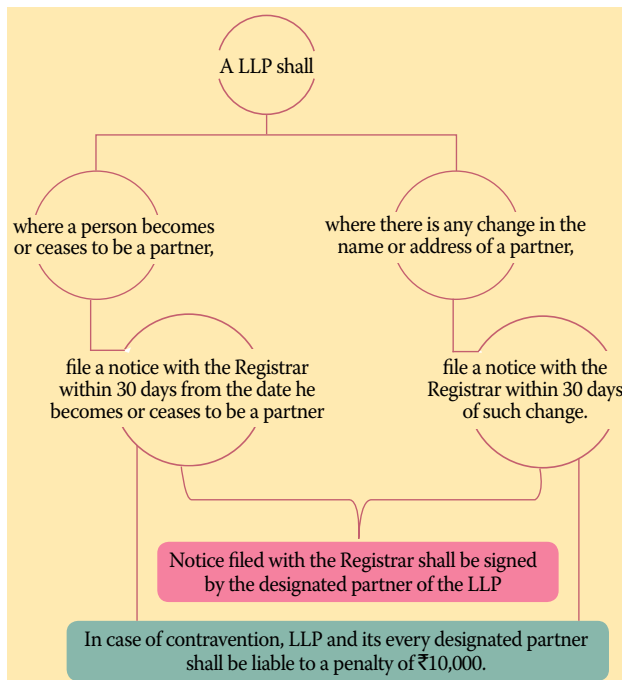 A LLP shall
where a person becomes
or ceases to be a partner,
where there is any change in the
name or address of a partner,
file a notice with the Registrar
within 30 days from the date he
becomes or ceases to be a partner
file a notice with the
Registrar within 30 days
of such change.
Notice filed with the Registrar shall be signed
by the designated partner of the LLP
In case of contravention, LLP and its every designated partner
shall be liable to a penalty of ₹10,000.